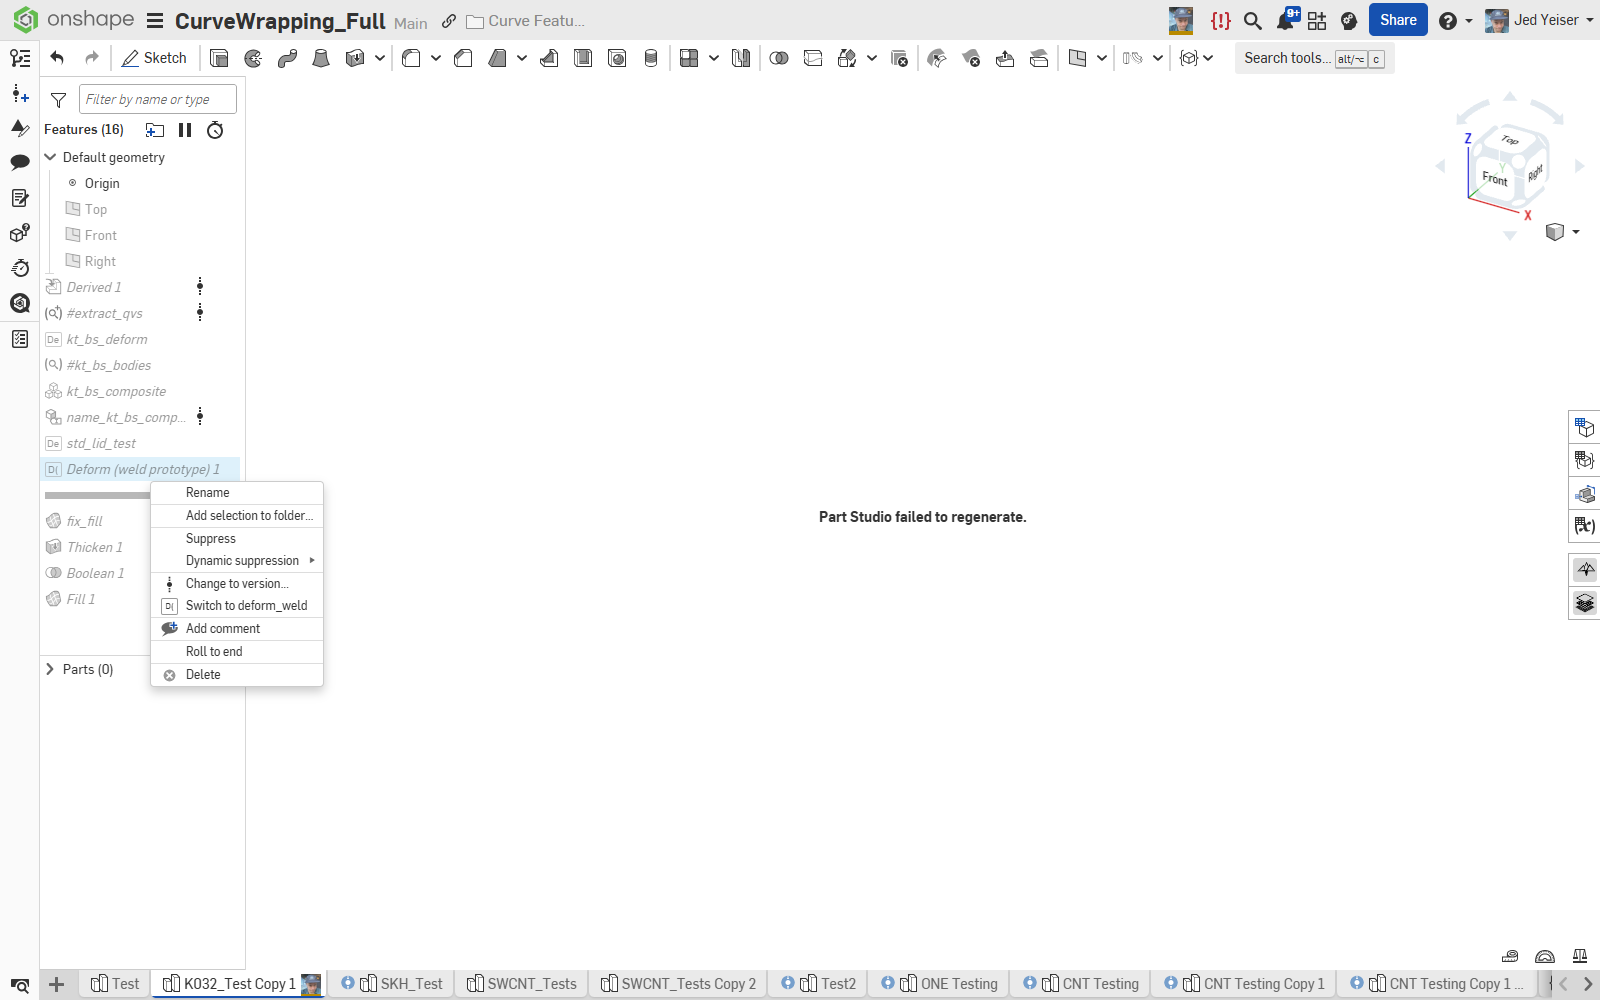 onshape CurveWrapping_Full Main Curve Featu... 9+ Share Jed Yeiser
Sketch Search tools... alt/⌥ c
Filter by name or type
Features (16)
Default geometry
Origin
Top
Front
Right
Derived 1
#extract_qvs
De kt_bs_deform
#kt_bs_bodies
kt_bs_composite
name_kt_bs_comp...
De std_lid_test
D( Deform (weld prototype) 1
fix_fill
Thicken 1
Boolean 1
Fill 1
Parts (0)
Rename
Add selection to folder...
Suppress
Dynamic suppression
Change to version...
D( Switch to deform_weld
Add comment
Roll to end
Delete
Part Studio failed to regenerate.
Z
Top
Y
Front
Right
X
Test K032_Test Copy 1 SKH_Test SWCNT_Tests SWCNT_Tests Copy 2 Test2 ONE Testing CNT Testing CNT Testing Copy 1 CNT Testing Copy 1 ...